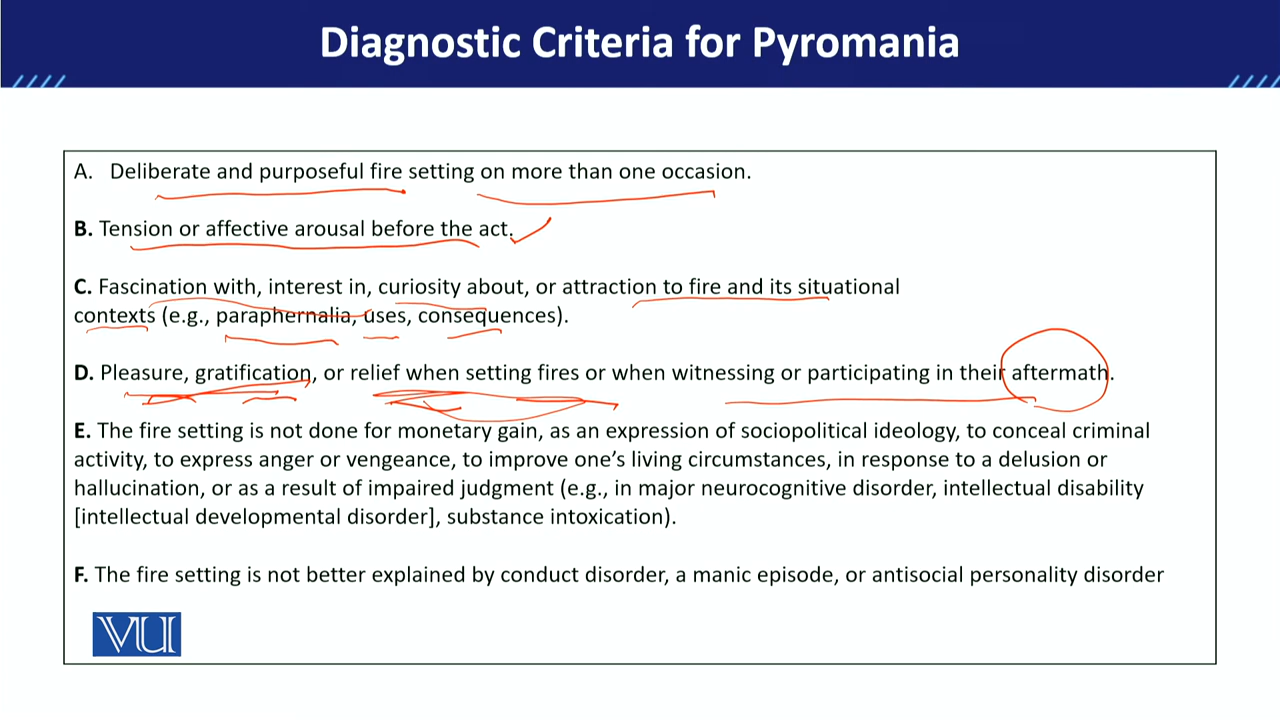 Diagnostic Criteria for Pyromania
A. Deliberate and purposeful fire setting on more than one occasion.
B. Tension or affective arousal before the act.
C. Fascination with, interest in, curiosity about, or attraction to fire and its situational
contexts (e.g., paraphernalia, uses, consequences).
D. Pleasure, gratification, or relief when setting fires or when witnessing or participating in their aftermath.
E. The fire setting is not done for monetary gain, as an expression of sociopolitical ideology, to conceal criminal
activity, to express anger or vengeance, to improve one’s living circumstances, in response to a delusion or
hallucination, or as a result of impaired judgment (e.g., in major neurocognitive disorder, intellectual disability
[intellectual developmental disorder], substance intoxication).
F. The fire setting is not better explained by conduct disorder, a manic episode, or antisocial personality disorder
VU